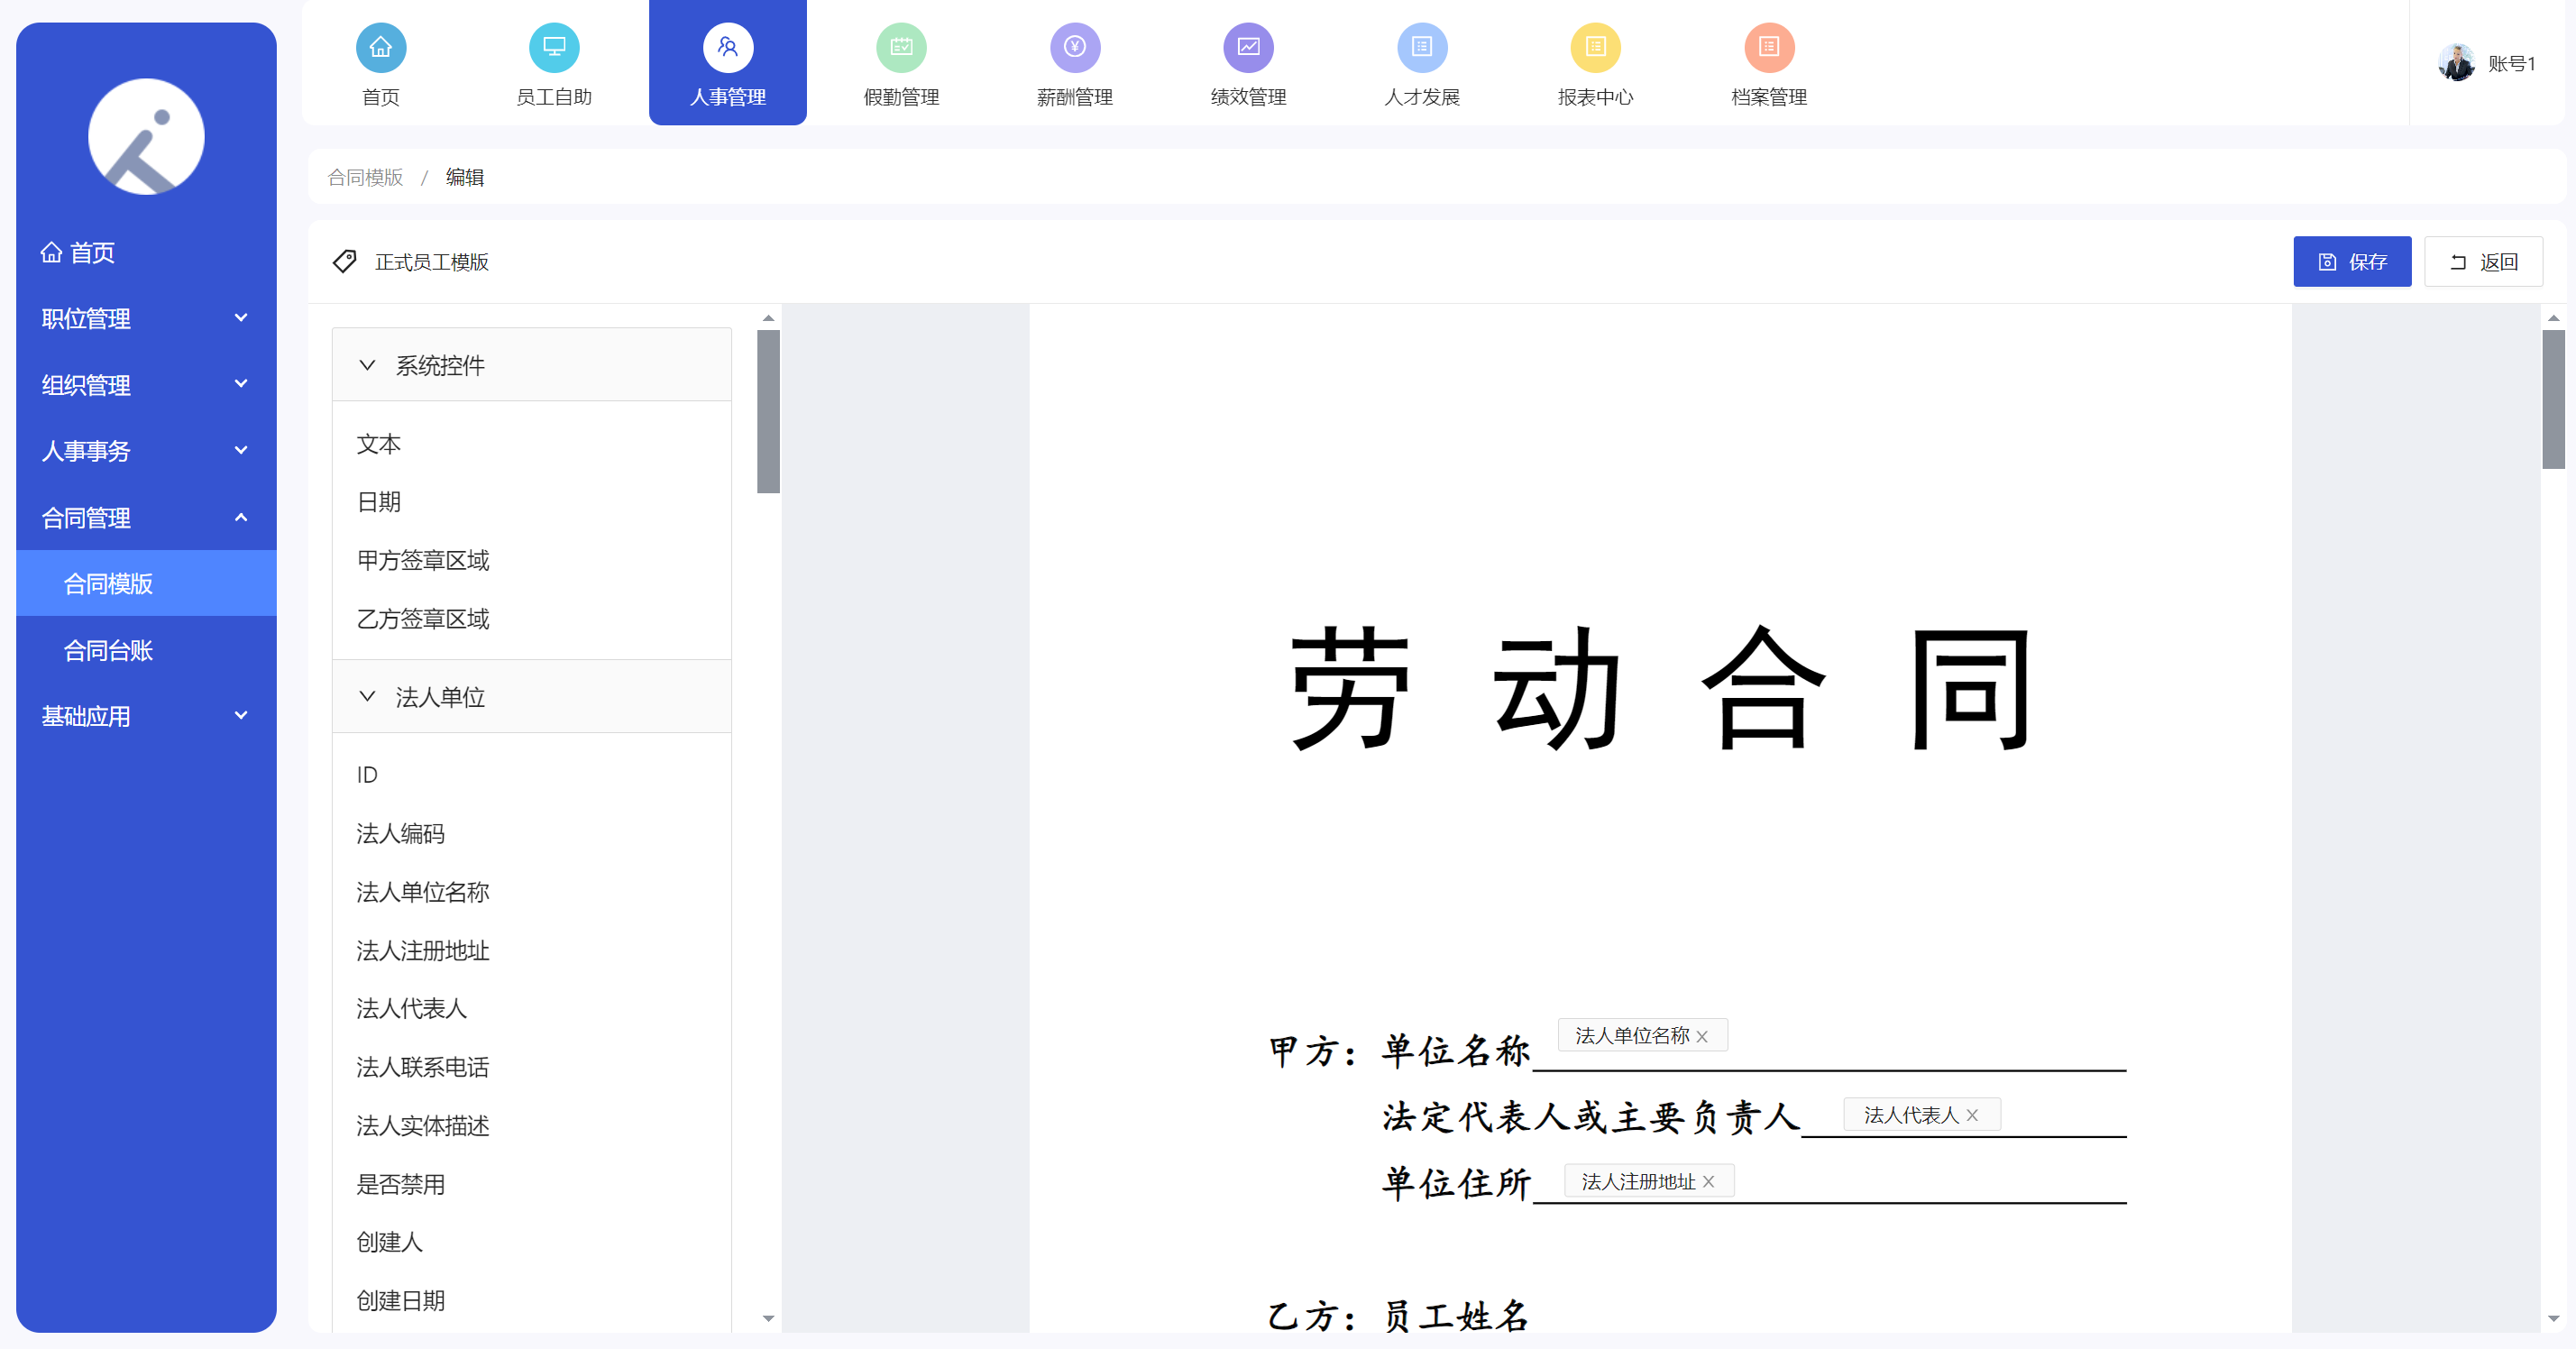 首页
员工自助
人事管理
假勤管理
薪酬管理
绩效管理
人才发展
报表中心
档案管理
账号1
首页
职位管理
组织管理
人事事务
合同管理
合同模版
合同台账
基础应用
合同模版 / 编辑
正式员工模版
保存
返回
系统控件
文本
日期
甲方签章区域
乙方签章区域
法人单位
ID
法人编码
法人单位名称
法人注册地址
法人代表人
法人联系电话
法人实体描述
是否禁用
创建人
创建日期
劳动合同
甲方：单位名称 法人单位名称
法定代表人或主要负责人 法人代表人
单位住所 法人注册地址
乙方：员工姓名